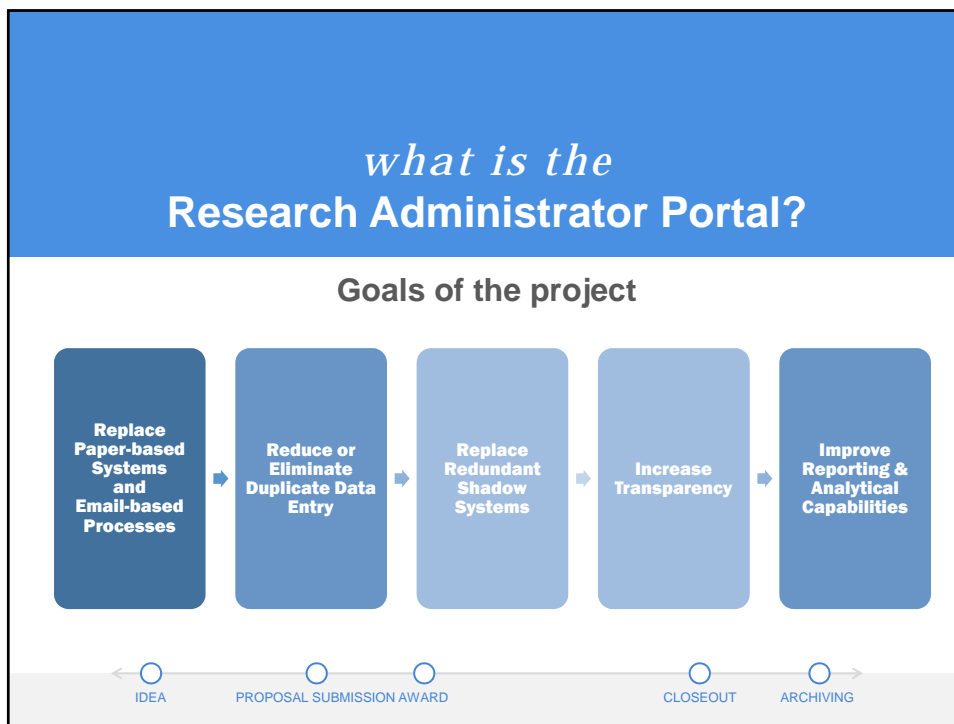 what is the
Research Administrator Portal?
Goals of the project
Replace
Paper-based
Systems
and
Email-based
Processes
Reduce or
Eliminate
Duplicate Data
Entry
Replace
Redundant
Shadow
Systems
Increase
Transparency
Improve
Reporting &
Analytical
Capabilities
IDEA
PROPOSAL SUBMISSION
AWARD
CLOSEOUT
ARCHIVING